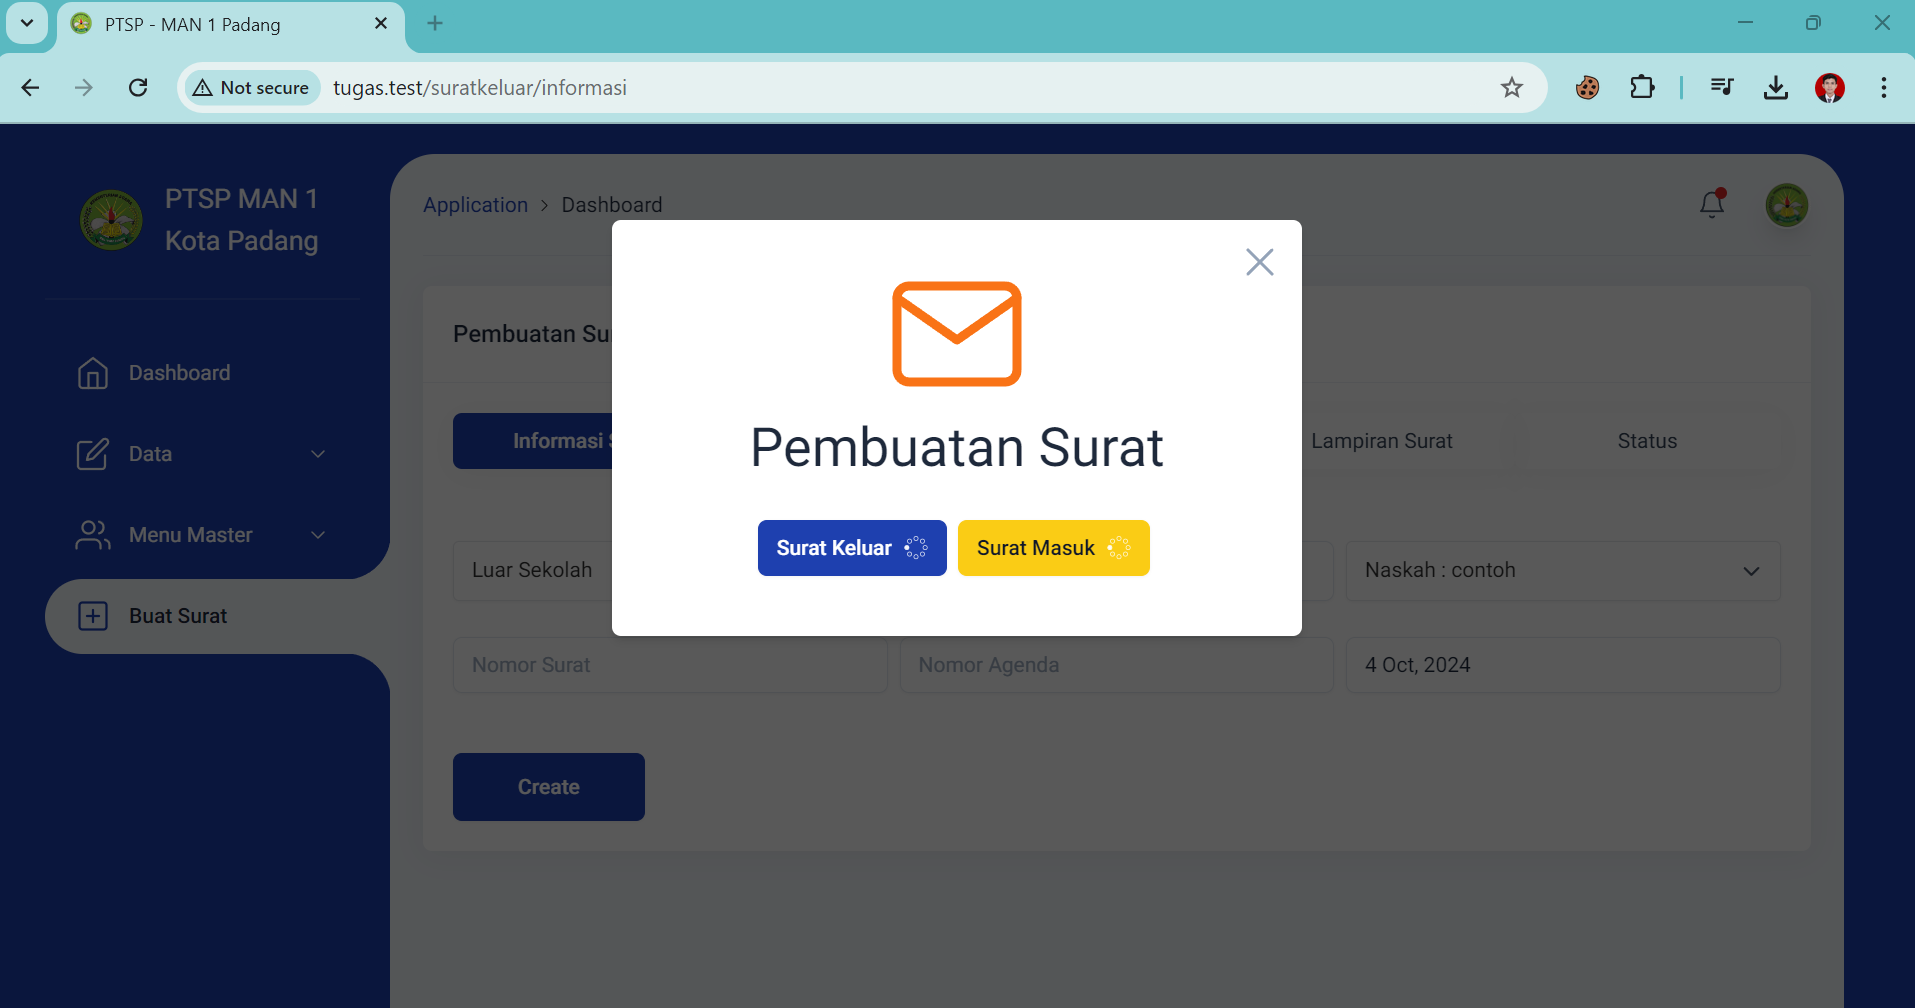 PTSP - MAN 1 Padang
Not secure
tugas.test/suratkeluar/informasi
PTSP MAN 1
Kota Padang
Application > Dashboard
Dashboard
Data
Menu Master
Buat Surat
Pembuatan Su
Informasi S
Lampiran Surat
Status
Pembuatan Surat
Surat Keluar
Surat Masuk
Luar Sekolah
Naskah : contoh
Nomor Surat
Nomor Agenda
4 Oct, 2024
Create